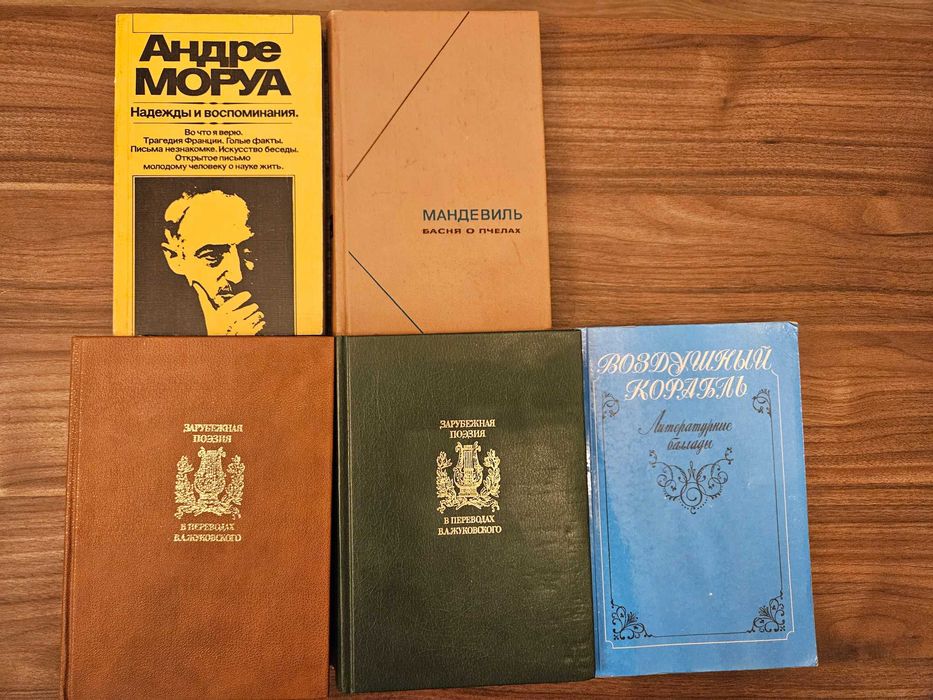 Андре
МОРУА
Надежды и воспоминания.
Во что я верю.
Трагедия Франции. Голые факты.
Письма незнакомке. Искусство беседы.
Открытое письмо
молодому человеку о науке жить.
МАНДЕВИЛЬ
БАСНЯ О ПЧЕЛАХ
ЗАРУБЕЖНАЯ
ПОЭЗИЯ
В ПЕРЕВОДАХ
В.А.ЖУКОВСКОГО
ЗАРУБЕЖНАЯ
ПОЭЗИЯ
В ПЕРЕВОДАХ
В.А.ЖУКОВСКОГО
ВОЗДУШНЫЙ
КОРАБЛЬ
Литературные
баллады